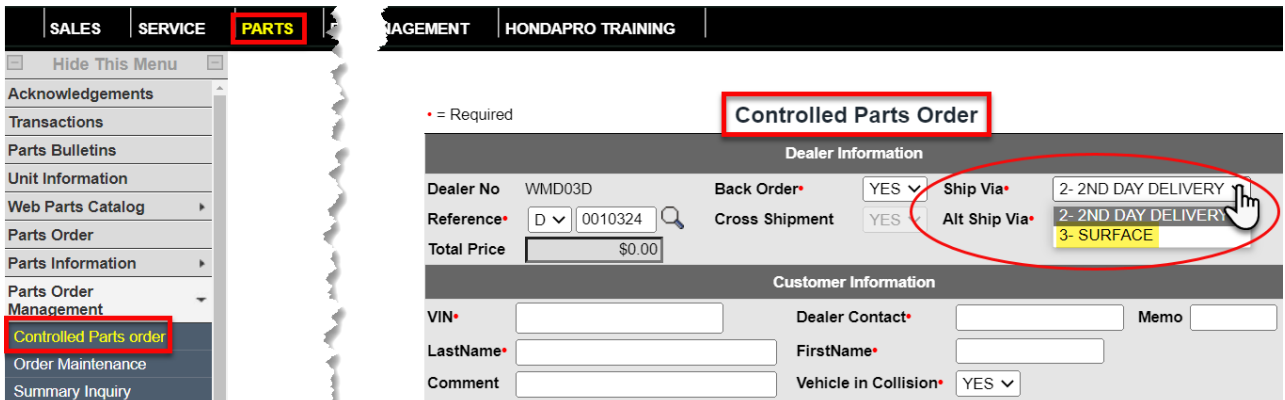 SALES SERVICE PARTS
NAGEMENT HONDAPRO TRAINING
Hide This Menu
Acknowledgements
Transactions
Parts Bulletins
Unit Information
Web Parts Catalog
Parts Order
Parts Information
Parts Order
Management
Controlled Parts order
Order Maintenance
Summary Inquiry
• = Required
Controlled Parts Order
Dealer Information
Dealer No WMD03D Back Order• YES Ship Via• 2- 2ND DAY DELIVERY
Reference• D 0010324 Cross Shipment YES Alt Ship Via• 2- 2ND DAY DELIVERY
3- SURFACE
Total Price $0.00
Customer Information
VIN• Dealer Contact• Memo
LastName• FirstName•
Comment Vehicle in Collision• YES